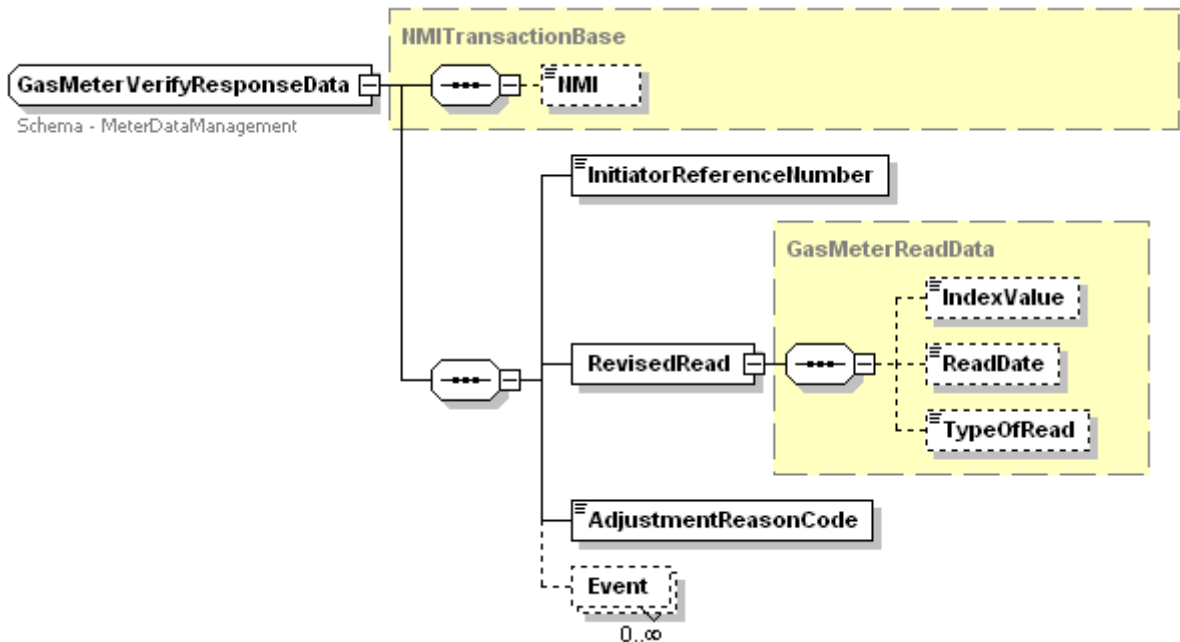 NMITransactionBase
GasMeterVerifyResponseData
NMI
Schema - MeterDataManagement
InitiatorReferenceNumber
GasMeterReadData
IndexValue
RevisedRead
ReadDate
TypeOfRead
AdjustmentReasonCode
Event
0..∞